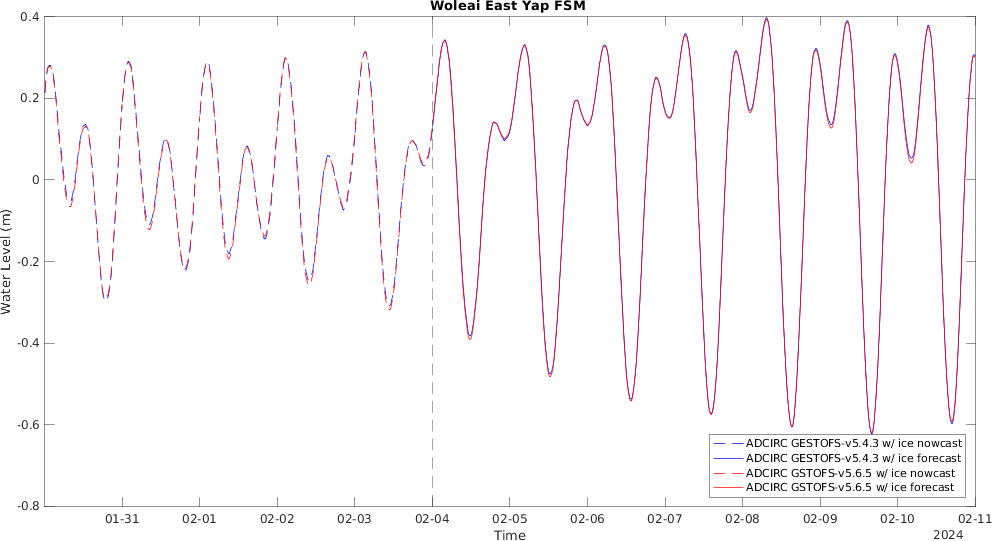 Woleai East Yap FSM
0.4
0.2
0
-0.2
-0.4
-0.6
-0.8
Water Level (m)
ADCIRC GESTOFS-v5.4.3 w/ ice nowcast
ADCIRC GESTOFS-v5.4.3 w/ ice forecast
ADCIRC GSTOFS-v5.6.5 w/ ice nowcast
ADCIRC GSTOFS-v5.6.5 w/ ice forecast
01-31 02-01 02-02 02-03 02-04 02-05 02-06 02-07 02-08 02-09 02-10 02-11
Time
2024